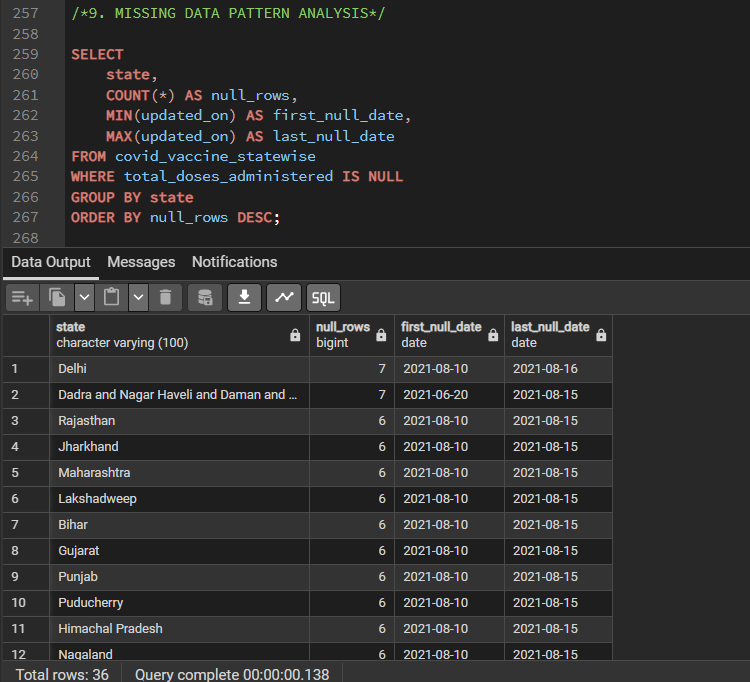 257 /*9. MISSING DATA PATTERN ANALYSIS*/
258
259 SELECT
260 state,
261 COUNT(*) AS null_rows,
262 MIN(updated_on) AS first_null_date,
263 MAX(updated_on) AS last_null_date
264 FROM covid_vaccine_statewise
265 WHERE total_doses_administered IS NULL
266 GROUP BY state
267 ORDER BY null_rows DESC;
268
Data Output Messages Notifications
SQL
state null_rows first_null_date last_null_date
character varying (100) bigint date date
1 Delhi 7 2021-08-10 2021-08-16
2 Dadra and Nagar Haveli and Daman and ... 7 2021-06-20 2021-08-15
3 Rajasthan 6 2021-08-10 2021-08-15
4 Jharkhand 6 2021-08-10 2021-08-15
5 Maharashtra 6 2021-08-10 2021-08-15
6 Lakshadweep 6 2021-08-10 2021-08-15
7 Bihar 6 2021-08-10 2021-08-15
8 Gujarat 6 2021-08-10 2021-08-15
9 Punjab 6 2021-08-10 2021-08-15
10 Puducherry 6 2021-08-10 2021-08-15
11 Himachal Pradesh 6 2021-08-10 2021-08-15
12 Nagaland 6 2021-08-10 2021-08-15
Total rows: 36 Query complete 00:00:00.138